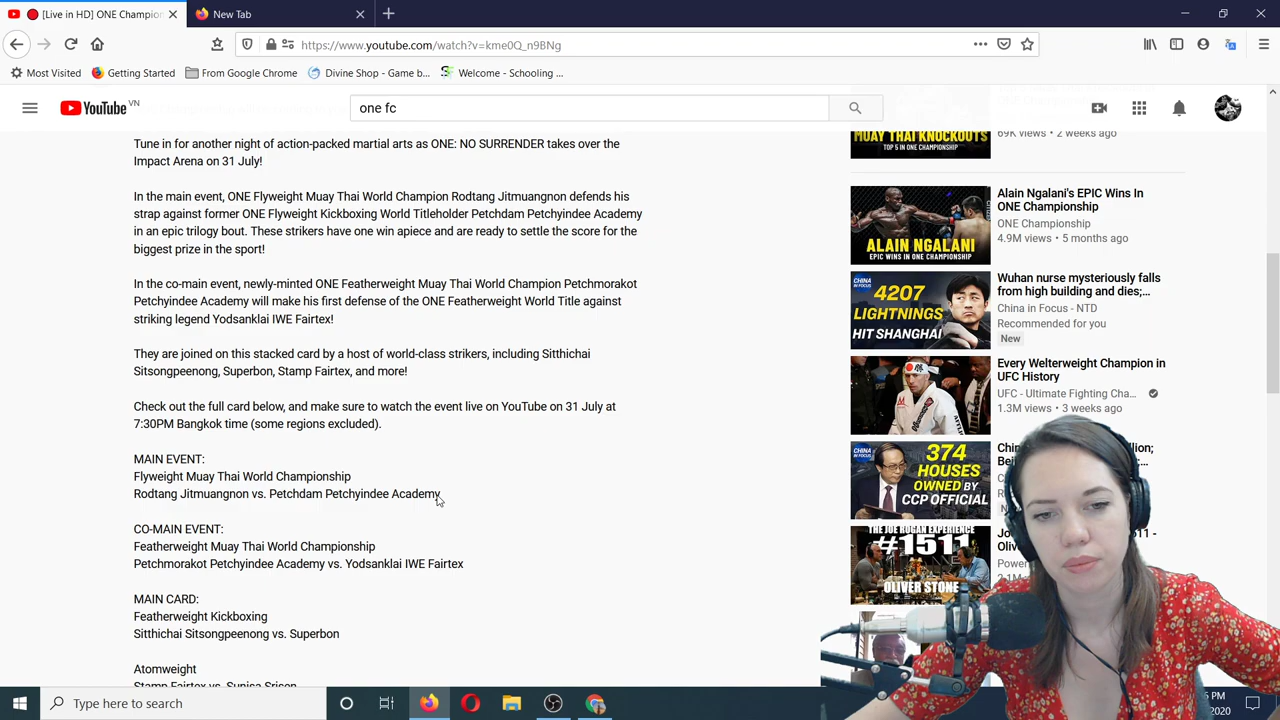 [Live in HD] ONE Champion
New Tab
https://www.youtube.com/watch?v=kme0Q_n9BNg
Most Visited
Getting Started
From Google Chrome
Divine Shop - Game b...
Welcome - Schooling ...
YouTube VN
one fc
Tune in for another night of action-packed martial arts as ONE: NO SURRENDER takes over the
Impact Arena on 31 July!
In the main event, ONE Flyweight Muay Thai World Champion Rodtang Jitmuangnon defends his
strap against former ONE Flyweight Kickboxing World Titleholder Petchdam Petchyindee Academy
in an epic trilogy bout. These strikers have one win apiece and are ready to settle the score for the
biggest prize in the sport!
In the co-main event, newly-minted ONE Featherweight Muay Thai World Champion Petchmorakot
Petchyindee Academy will make his first defense of the ONE Featherweight World Title against
striking legend Yodsanklai IWE Fairtex!
They are joined on this stacked card by a host of world-class strikers, including Sitthichai
Sitsongpeenong, Superbon, Stamp Fairtex, and more!
Check out the full card below, and make sure to watch the event live on YouTube on 31 July at
7:30PM Bangkok time (some regions excluded).
MAIN EVENT:
Flyweight Muay Thai World Championship
Rodtang Jitmuangnon vs. Petchdam Petchyindee Academy
CO-MAIN EVENT:
Featherweight Muay Thai World Championship
Petchmorakot Petchyindee Academy vs. Yodsanklai IWE Fairtex
MAIN CARD:
Featherweight Kickboxing
Sitthichai Sitsongpeenong vs. Superbon
Atomweight
Stamp Fairtex vs. Sunisa Srisen
MUAY THAI KNOCKOUTS
TOP 5 IN ONE CHAMPIONSHIP
69K views • 2 weeks ago
ALAIN NGALANI
EPIC WINS IN ONE CHAMPIONSHIP
Alain Ngalani's EPIC Wins In
ONE Championship
ONE Championship
4.9M views • 5 months ago
CHINA IN FOCUS
4207
LIGHTNINGS
HIT SHANGHAI
Wuhan nurse mysteriously falls
from high building and dies;...
China in Focus - NTD
Recommended for you
New
Every Welterweight Champion in
UFC History
UFC - Ultimate Fighting Cha...
1.3M views • 3 weeks ago
CHINA IN FOCUS
374
HOUSES
OWNED BY
CCP OFFICIAL
THE JOE ROGAN EXPERIENCE
#1511
OLIVER STONE
Type here to search
2020